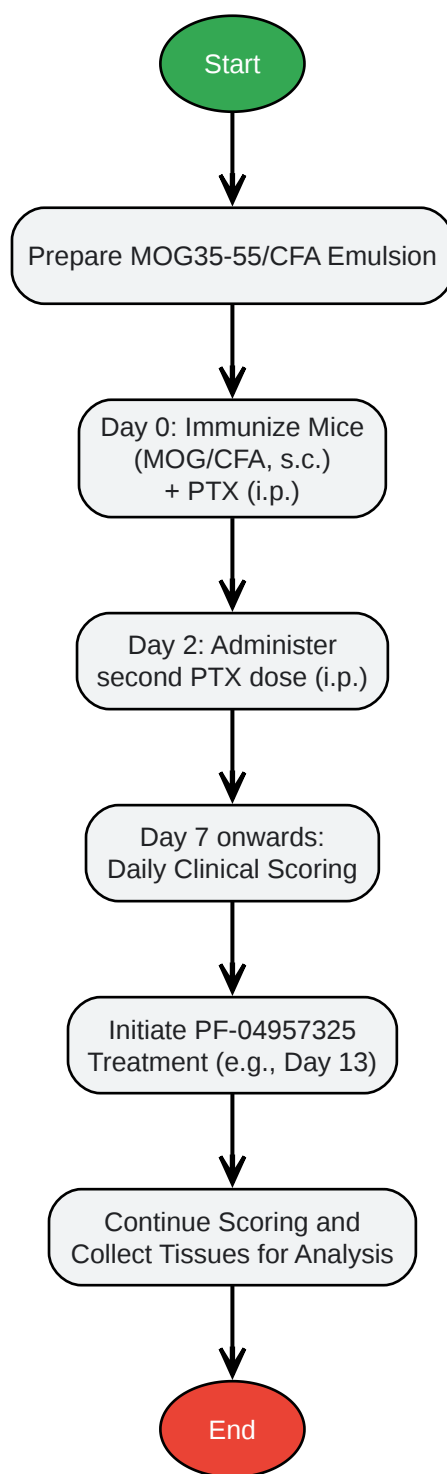 Start
Prepare MOG35-55/CFA Emulsion
Day 0: Immunize Mice
(MOG/CFA, s.c.)
+ PTX (i.p.)
Day 2: Administer
second PTX dose (i.p.)
Day 7 onwards:
Daily Clinical Scoring
Initiate PF-04957325
Treatment (e.g., Day 13)
Continue Scoring and
Collect Tissues for Analysis
End